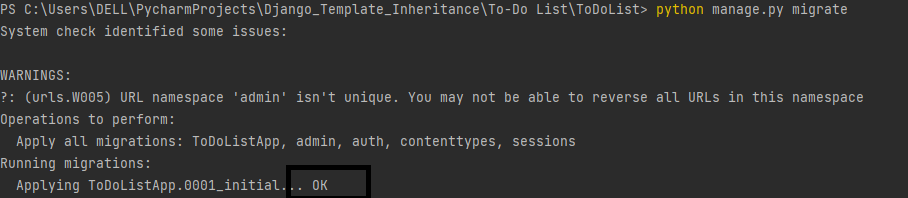 PS C:\Users\DELL\PycharmProjects\Django_Template_Inheritance\To-Do List\ToDoList> python manage.py migrate
System check identified some issues:
WARNINGS:
?: (urls.W005) URL namespace 'admin' isn't unique. You may not be able to reverse all URLs in this namespace
Operations to perform:
  Apply all migrations: ToDoListApp, admin, auth, contenttypes, sessions
Running migrations:
  Applying ToDoListApp.0001_initial... OK